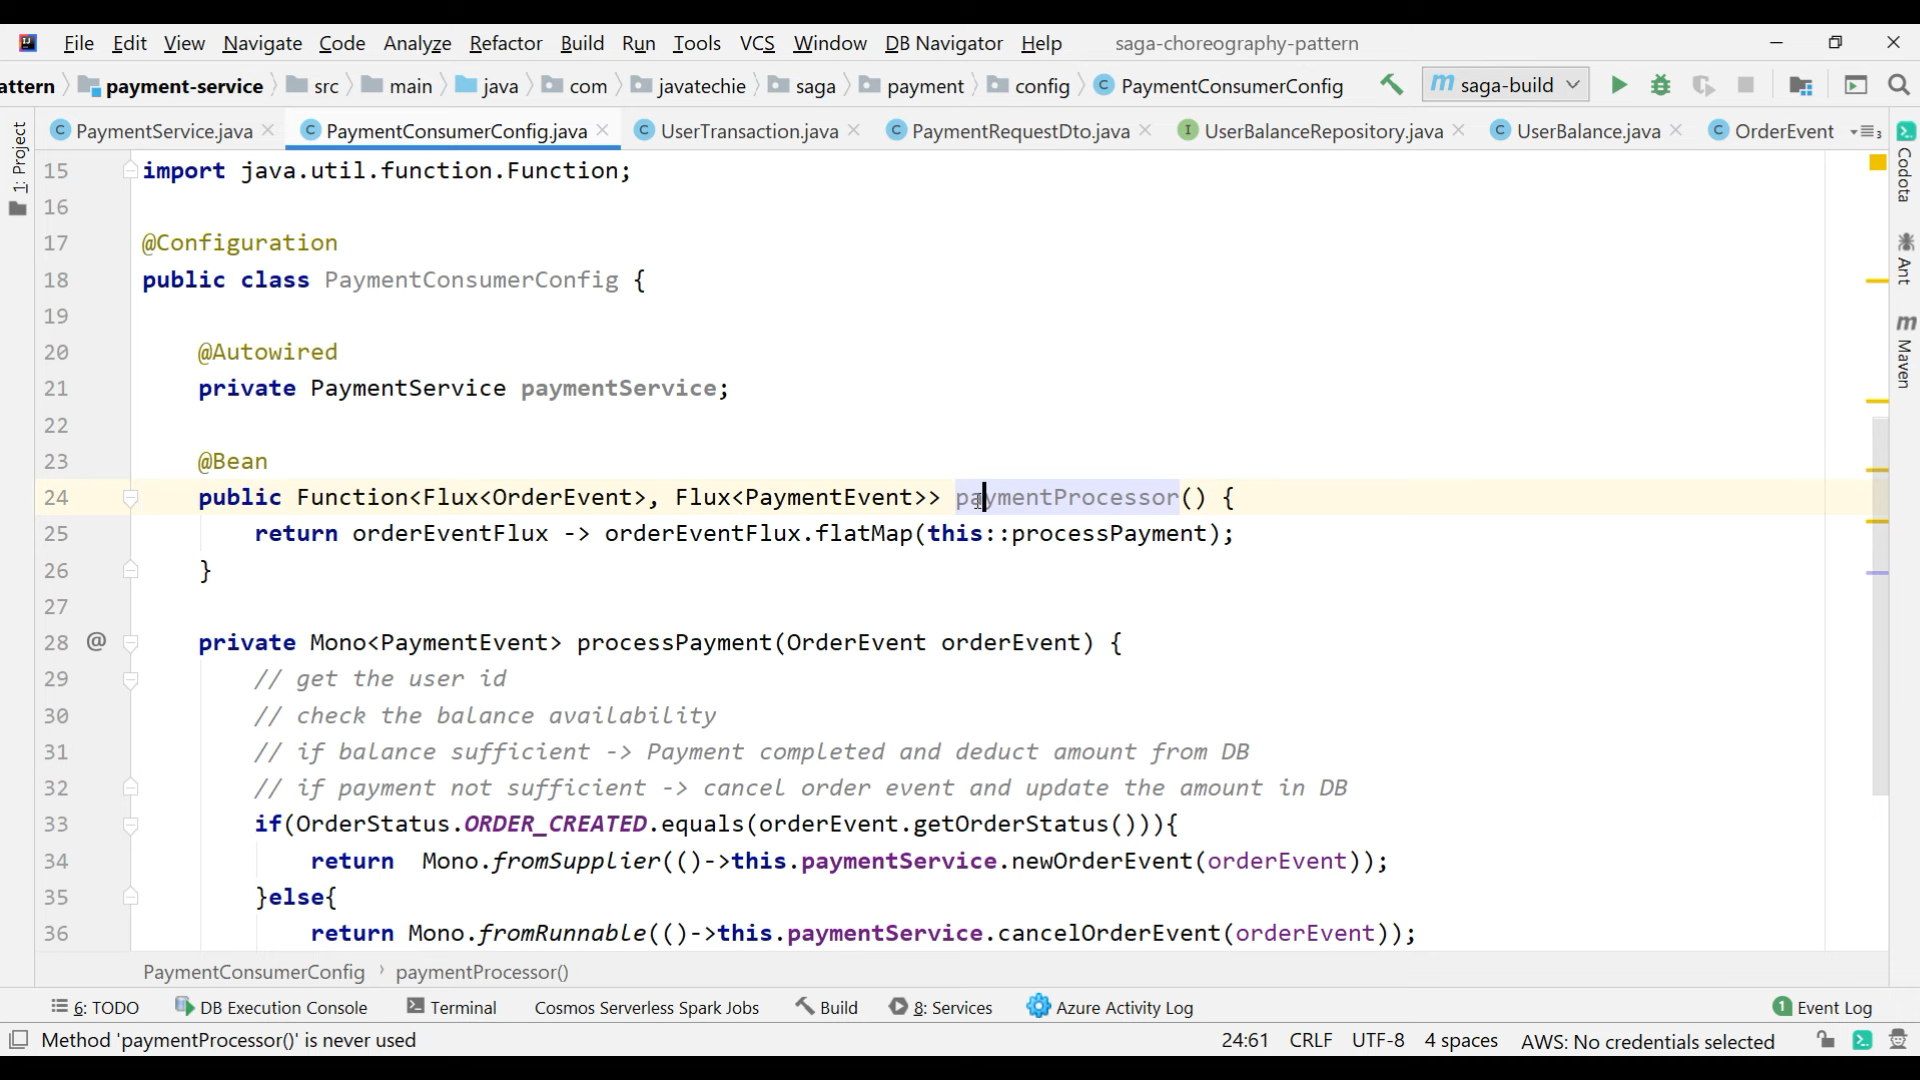 File Edit View Navigate Code Analyze Refactor Build Run Tools VCS Window DB Navigator Help saga-choreography-pattern
attern payment-service src main java com javatechie saga payment config PaymentConsumerConfig saga-build
PaymentService.java PaymentConsumerConfig.java UserTransaction.java PaymentRequestDto.java UserBalanceRepository.java UserBalance.java OrderEvent 3
1: Project
Codota
Ant
Maven
15 import java.util.function.Function;
16
17 @Configuration
18 public class PaymentConsumerConfig {
19
20 @Autowired
21 private PaymentService paymentService;
22
23 @Bean
24 public Function<Flux<OrderEvent>, Flux<PaymentEvent>> paymentProcessor() {
25 return orderEventFlux -> orderEventFlux.flatMap(this::processPayment);
26 }
27
28 @ private Mono<PaymentEvent> processPayment(OrderEvent orderEvent) {
29 // get the user id
30 // check the balance availability
31 // if balance sufficient -> Payment completed and deduct amount from DB
32 // if payment not sufficient -> cancel order event and update the amount in DB
33 if(OrderStatus.ORDER_CREATED.equals(orderEvent.getOrderStatus())){
34 return  Mono.fromSupplier(()->this.paymentService.newOrderEvent(orderEvent));
35 }else{
36 return Mono.fromRunnable(()->this.paymentService.cancelOrderEvent(orderEvent));
PaymentConsumerConfig › paymentProcessor()
6: TODO DB Execution Console Terminal Cosmos Serverless Spark Jobs Build 8: Services Azure Activity Log 1 Event Log
Method 'paymentProcessor()' is never used 24:61 CRLF UTF-8 4 spaces AWS: No credentials selected